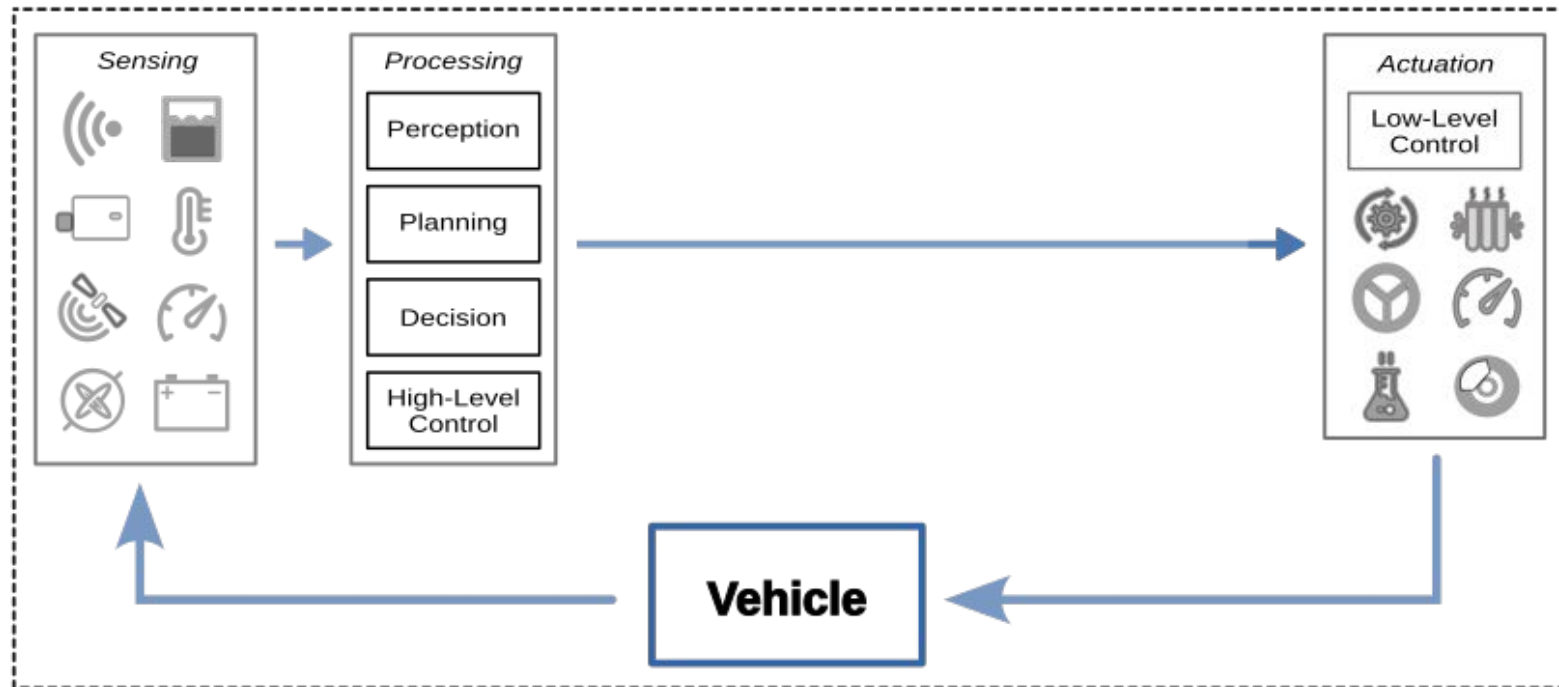 Sensing
Processing
Perception
Planning
Decision
High-Level
Control
Actuation
Low-Level
Control
+ −
Vehicle